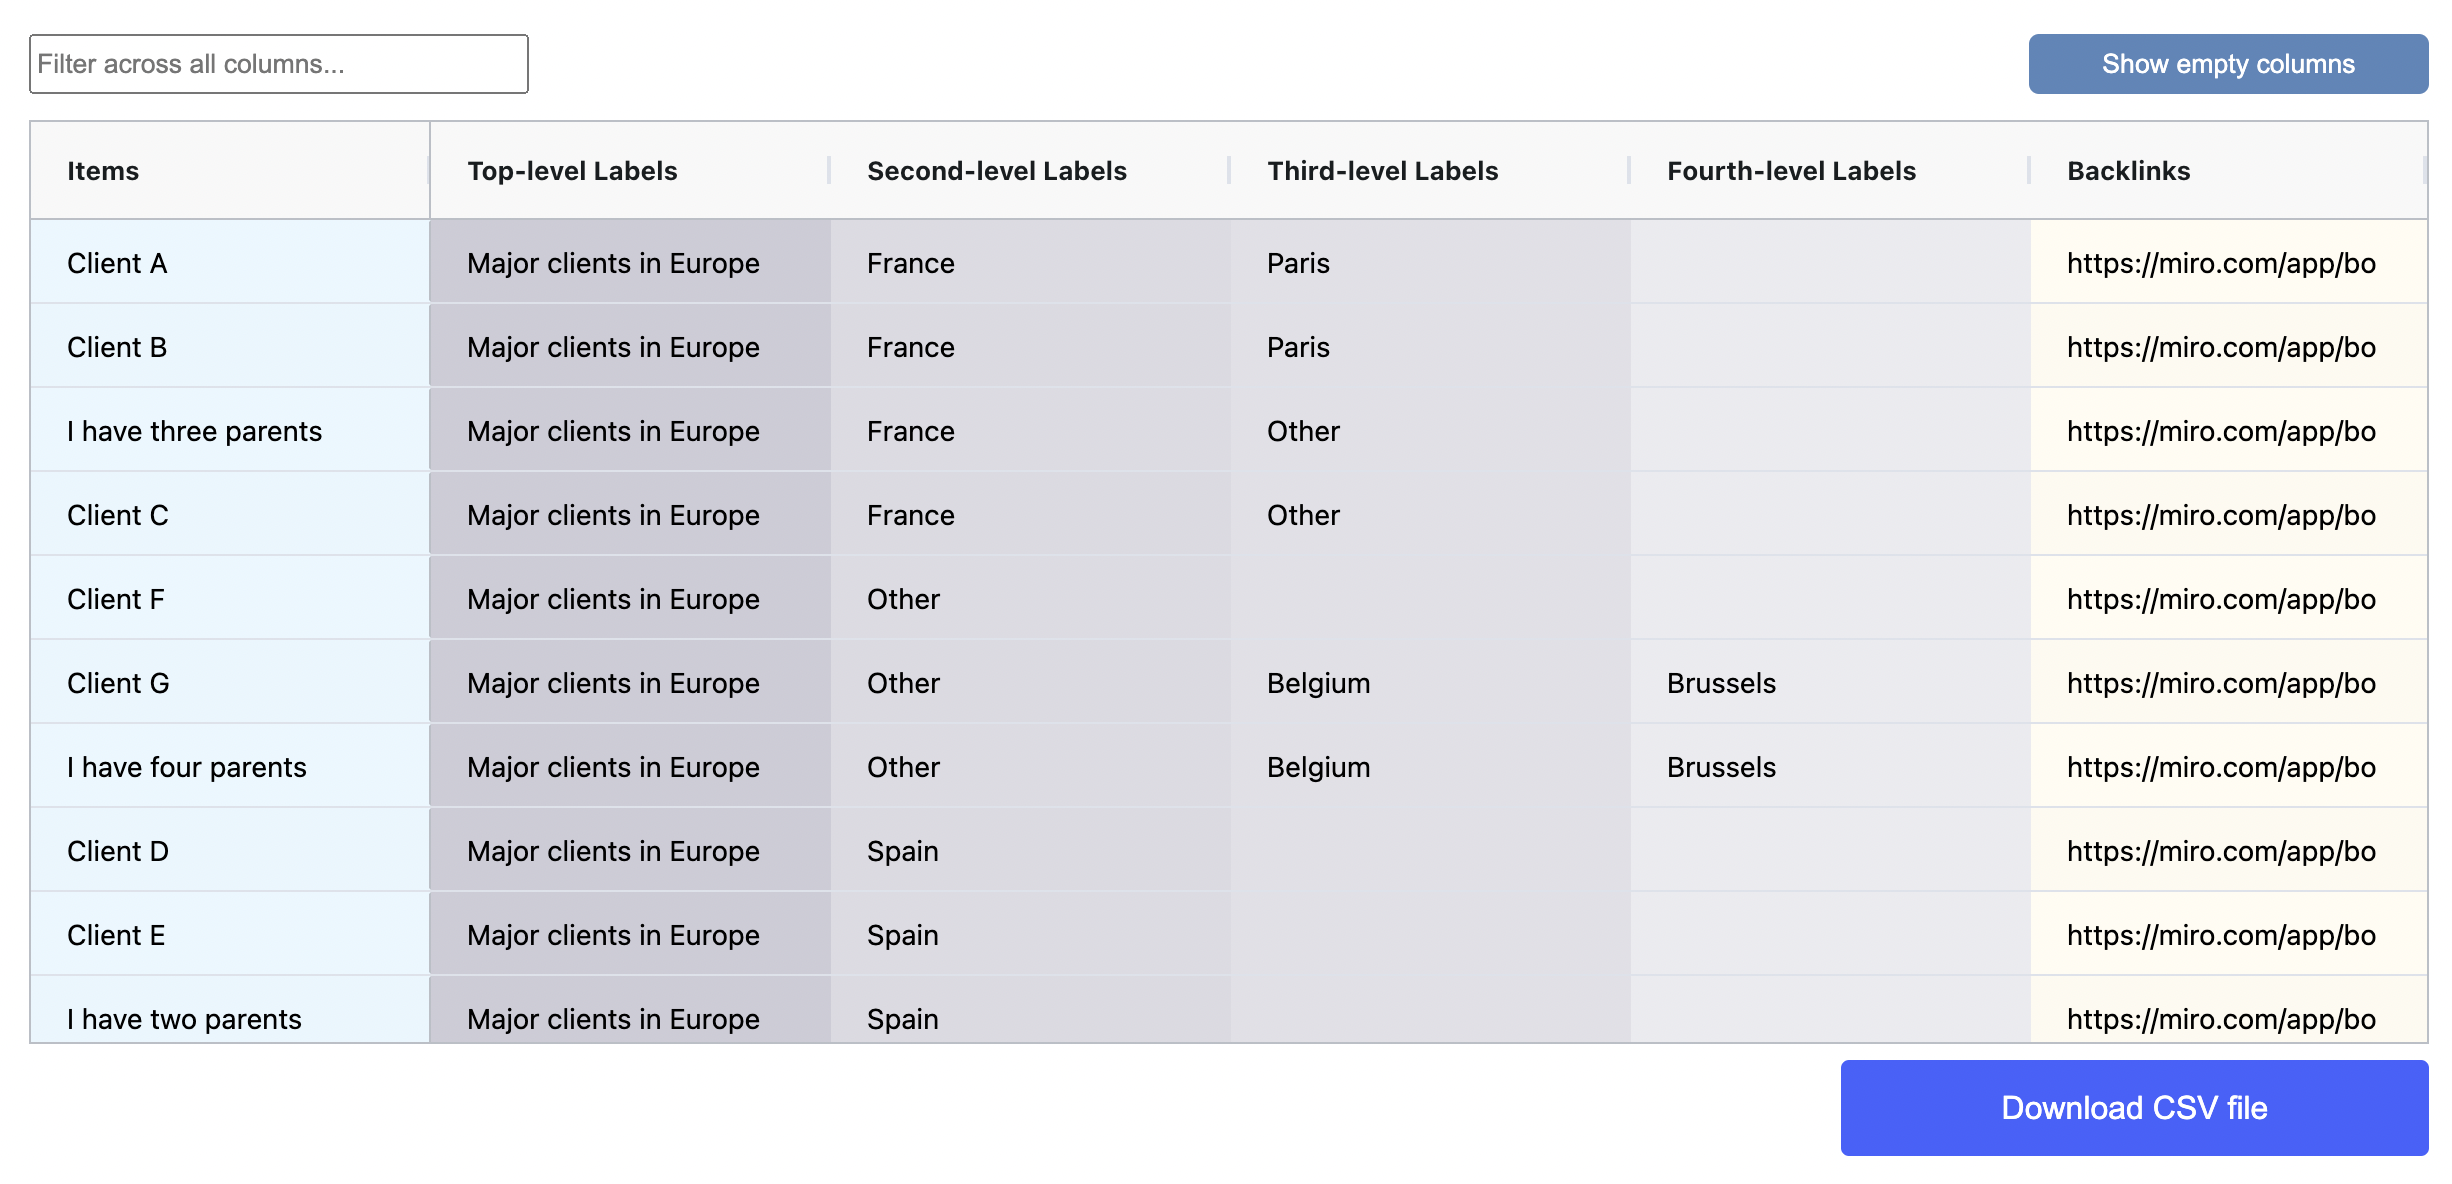 Filter across all columns...
Show empty columns
Items Top-level Labels Second-level Labels Third-level Labels Fourth-level Labels Backlinks
Client A Major clients in Europe France Paris https://miro.com/app/bo
Client B Major clients in Europe France Paris https://miro.com/app/bo
I have three parents Major clients in Europe France Other https://miro.com/app/bo
Client C Major clients in Europe France Other https://miro.com/app/bo
Client F Major clients in Europe Other https://miro.com/app/bo
Client G Major clients in Europe Other Belgium Brussels https://miro.com/app/bo
I have four parents Major clients in Europe Other Belgium Brussels https://miro.com/app/bo
Client D Major clients in Europe Spain https://miro.com/app/bo
Client E Major clients in Europe Spain https://miro.com/app/bo
I have two parents Major clients in Europe Spain https://miro.com/app/bo
Download CSV file